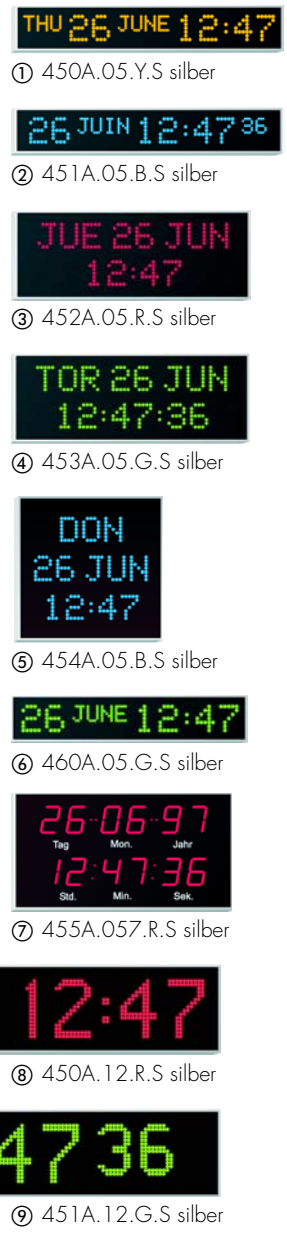 THU 26 JUNE 12:47
① 450A.05.Y.S silber
26 JUIN 12:47 36
② 451A.05.B.S silber
JUE 26 JUN
12:47
③ 452A.05.R.S silber
TOR 26 JUN
12:47:36
④ 453A.05.G.S silber
DON
26 JUN
12:47
⑤ 454A.05.B.S silber
26 JUNE 12:47
⑥ 460A.05.G.S silber
26-06-97
Tag Mon. Jahr
12:47:36
Std. Min. Sek.
⑦ 455A.057.R.S silber
12:47
⑧ 450A.12.R.S silber
47 36
⑨ 451A.12.G.S silber